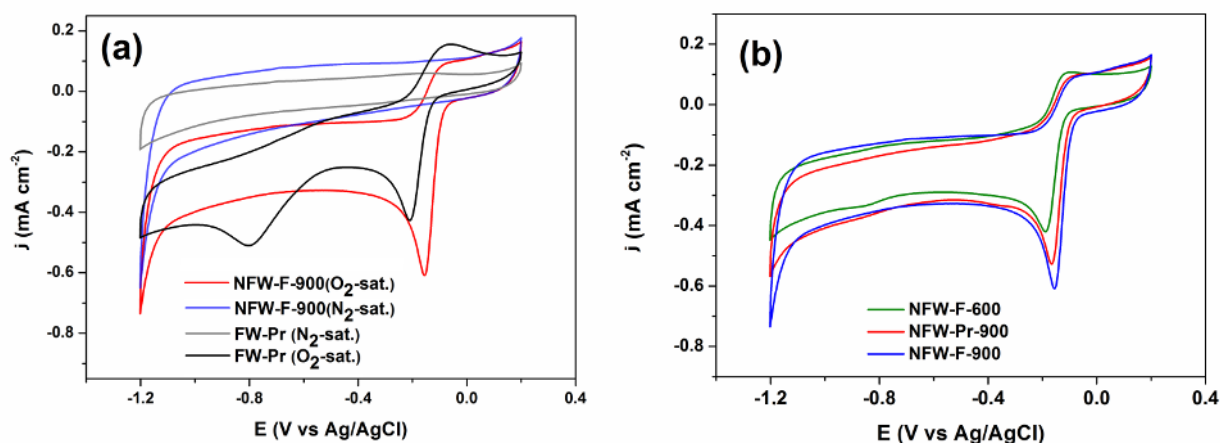 (a)
0.2
0.0
-0.2
-0.4
-0.6
-0.8
j (mA cm⁻²)
NFW-F-900(O₂-sat.)
NFW-F-900(N₂-sat.)
FW-Pr (N₂-sat.)
FW-Pr (O₂-sat.)
-1.2 -0.8 -0.4 0.0 0.4
E (V vs Ag/AgCl)
(b)
0.2
0.0
-0.2
-0.4
-0.6
-0.8
j (mA cm⁻²)
NFW-F-600
NFW-Pr-900
NFW-F-900
-1.2 -0.8 -0.4 0.0 0.4
E (V vs Ag/AgCl)